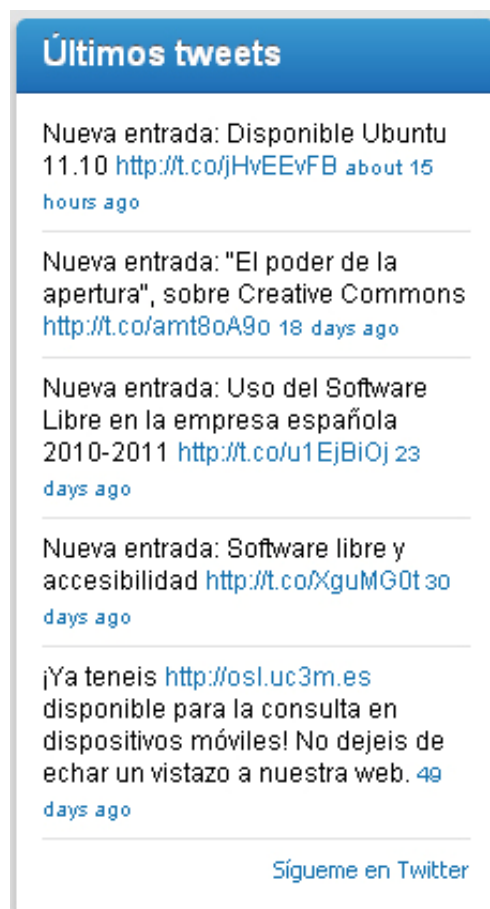 Últimos tweets
Nueva entrada: Disponible Ubuntu
11.10 http://t.co/jHvEEvFB about 15
hours ago
Nueva entrada: "El poder de la
apertura", sobre Creative Commons
http://t.co/amt8oA9o 18 days ago
Nueva entrada: Uso del Software
Libre en la empresa española
2010-2011 http://t.co/u1EjBiOj 23
days ago
Nueva entrada: Software libre y
accesibilidad http://t.co/XguMG0t 30
days ago
¡Ya teneis http://osl.uc3m.es
disponible para la consulta en
dispositivos móviles! No dejeis de
echar un vistazo a nuestra web. 49
days ago
Sígueme en Twitter